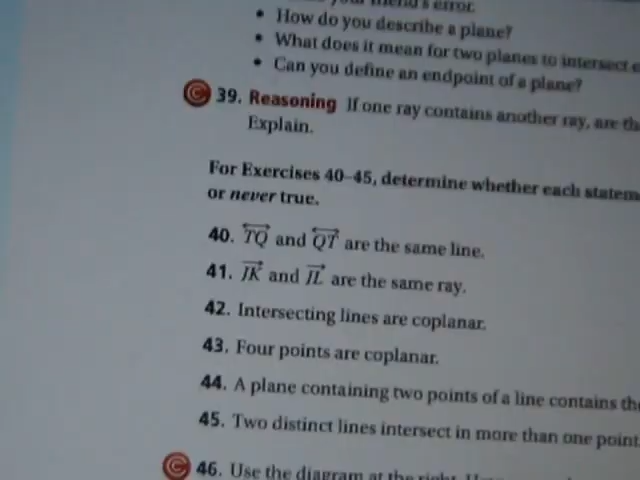 your friend's error.
• How do you describe a plane?
• What does it mean for two planes to intersect
• Can you define an endpoint of a plane?
39. Reasoning If one ray contains another ray, are
Explain.
For Exercises 40–45, determine whether each
or never true.
40. TQ and QT are the same line.
41. JK and JL are the same ray.
42. Intersecting lines are coplanar.
43. Four points are coplanar.
44. A plane containing two points of a line contains
45. Two distinct lines intersect in more than one point
46. Use the diagram at the right.